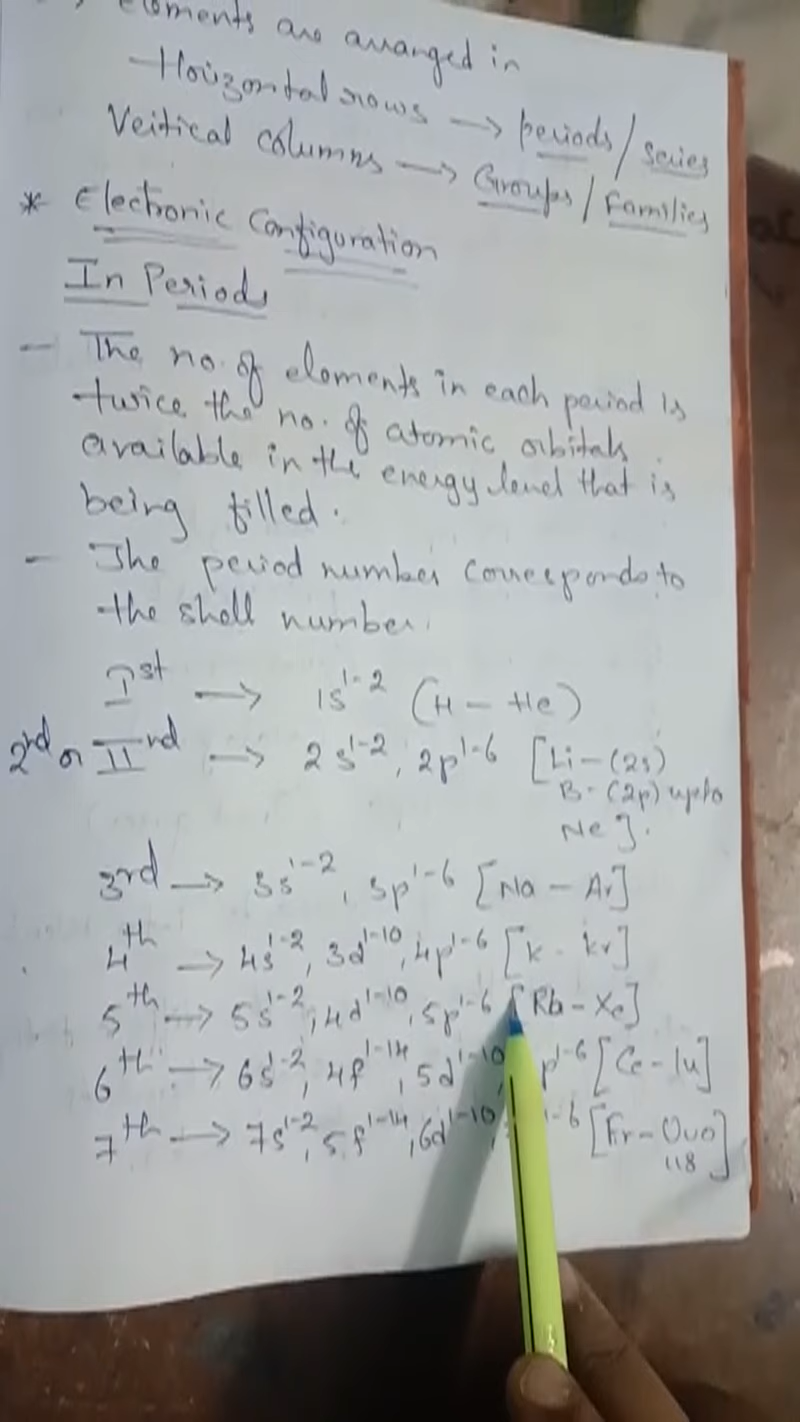 elements are arranged in
Horizontal rows → periods/series
Veitical columns → Groups/Families
* Electronic Configuration
In Periods
- The no. of elements in each period is
twice the no. of atomic orbitals
available in the energy level that is
being filled.
- The period number corresponds to
the shell number.
Ist → 1s1-2 (H - He)
2rd or IIrd → 2s1-2, 2p1-6 [Li-(2s)
B-(2p) upto
Ne].
3rd → 3s1-2, 3p1-6 [Na - Ar]
4th → 4s1-2, 3d1-10, 4p1-6 [K - Kr]
5th → 5s1-2, 4d1-10, 5p1-6 [Rb - Xe]
6th → 6s1-2, 4f1-14, 5d1-10, p1-6 [Ce - lu]
7th → 7s1-2, 5f1-14, 6d1-10, 1-6 [Fr - Ouo]
118